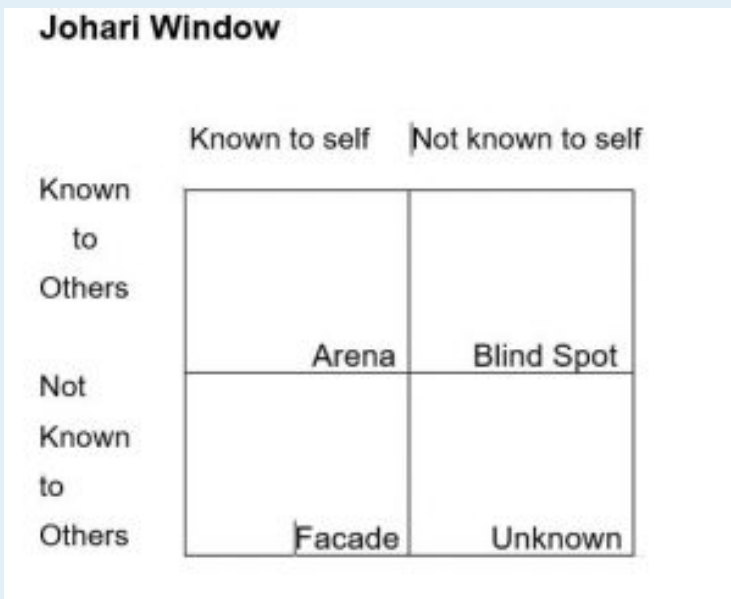 Johari Window
Known to self Not known to self
Known
to
Others
Arena Blind Spot
Not
Known
to
Others
Facade Unknown